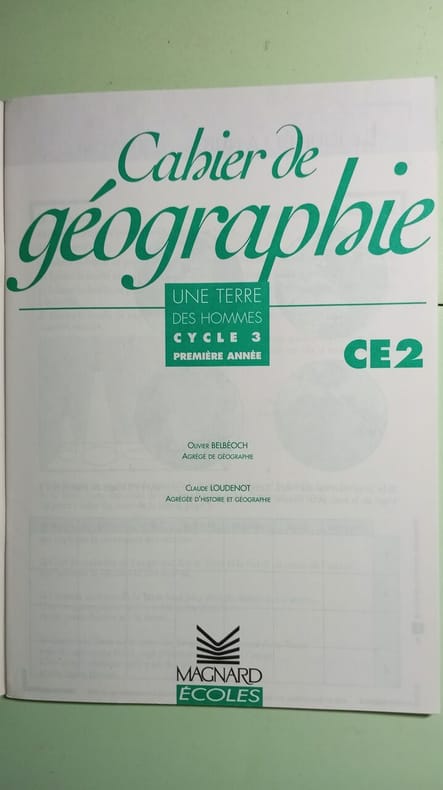 Cahier de
géographie
UNE TERRE
DES HOMMES
CYCLE 3
PREMIÈRE ANNÉE
CE2
OLIVIER BELBÉOCH
AGRÉGÉ DE GÉOGRAPHIE
CLAUDE LOUDENOT
AGRÉGÉE D'HISTOIRE ET GÉOGRAPHIE
MAGNARD
ÉCOLES